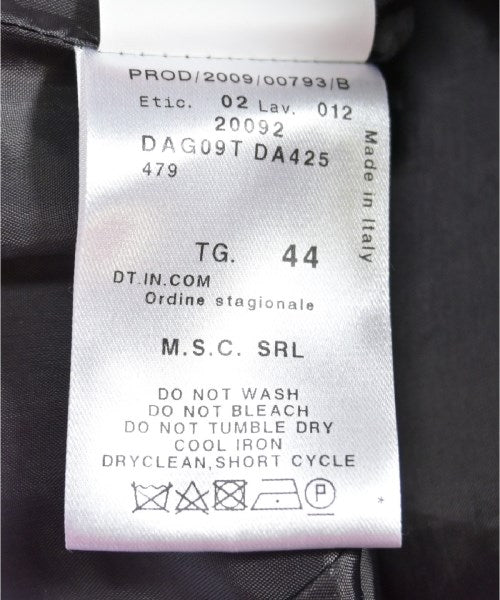 PROD/2009/00793/B
Etic. 02 Lav. 012
20092
DAG09T DA425
479
Made in Italy
TG. 44
DT.IN.COM
Ordine stagionale
M.S.C. SRL
DO NOT WASH
DO NOT BLEACH
DO NOT TUMBLE DRY
COOL IRON
DRYCLEAN,SHORT CYCLE
P